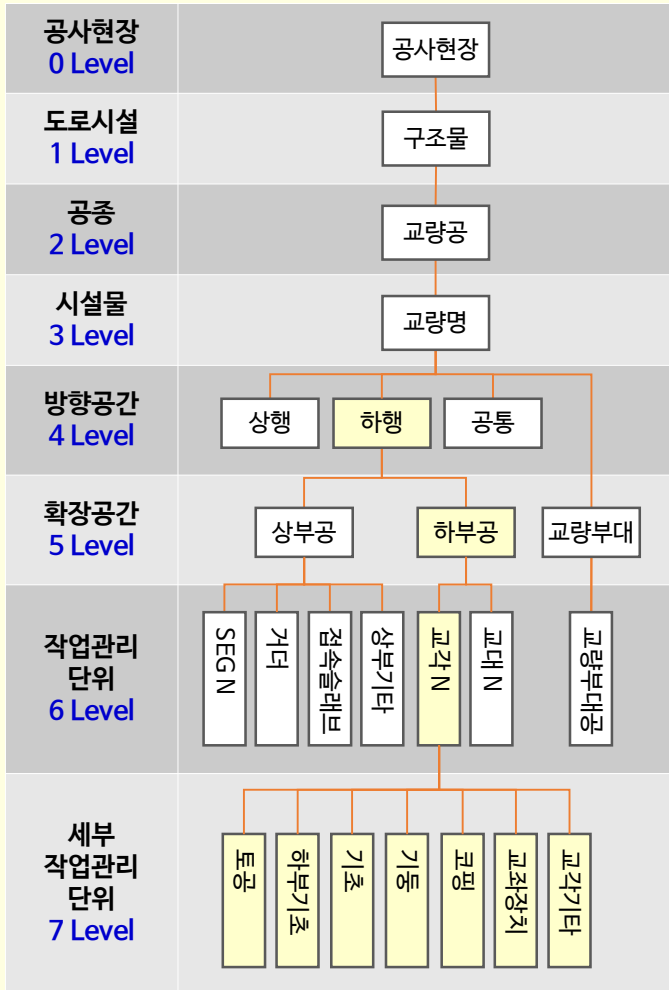 공사현장
0 Level
공사현장
도로시설
1 Level
구조물
공종
2 Level
교량공
시설물
3 Level
교량명
방향공간
4 Level
상행
하행
공통
확장공간
5 Level
상부공
하부공
교량부대
작업관리
단위
6 Level
SEG N
거더
접속슬래브
상부기타
교각 N
교대 N
교량부대공
세부
작업관리
단위
7 Level
토공
하부기초
기초
기둥
코핑
교좌장치
교각기타